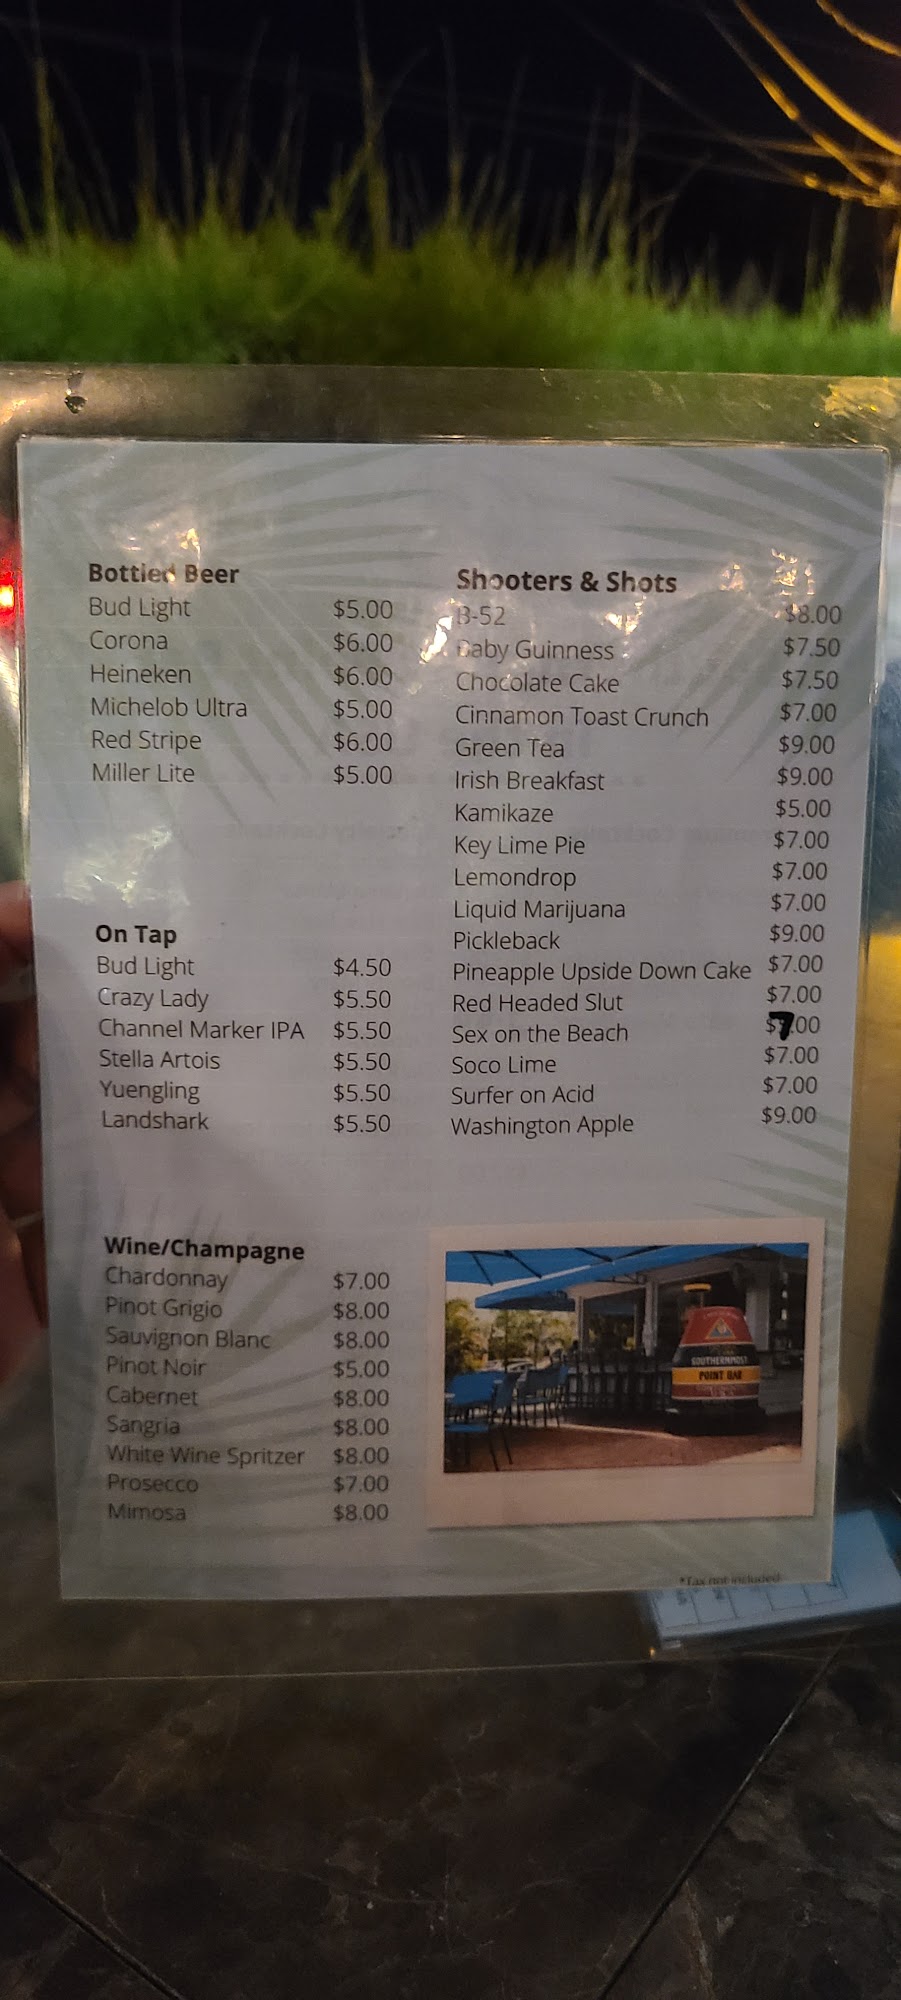 Bottled Beer
Bud Light $5.00
Corona $6.00
Heineken $6.00
Michelob Ultra $5.00
Red Stripe $6.00
Miller Lite $5.00
On Tap
Bud Light $4.50
Crazy Lady $5.50
Channel Marker IPA $5.50
Stella Artois $5.50
Yuengling $5.50
Landshark $5.50
Wine/Champagne
Chardonnay $7.00
Pinot Grigio $8.00
Sauvignon Blanc $8.00
Pinot Noir $5.00
Cabernet $8.00
Sangria $8.00
White Wine Spritzer $8.00
Prosecco $7.00
Mimosa $8.00
Shooters & Shots
B-52 $8.00
Baby Guinness $7.50
Chocolate Cake $7.50
Cinnamon Toast Crunch $7.00
Green Tea $9.00
Irish Breakfast $9.00
Kamikaze $5.00
Key Lime Pie $7.00
Lemondrop $7.00
Liquid Marijuana $7.00
Pickleback $9.00
Pineapple Upside Down Cake $7.00
Red Headed Slut $7.00
Sex on the Beach $7.00
Soco Lime $7.00
Surfer on Acid $7.00
Washington Apple $9.00
SOUTHERNMOST
POINT BAR
*Tax not included